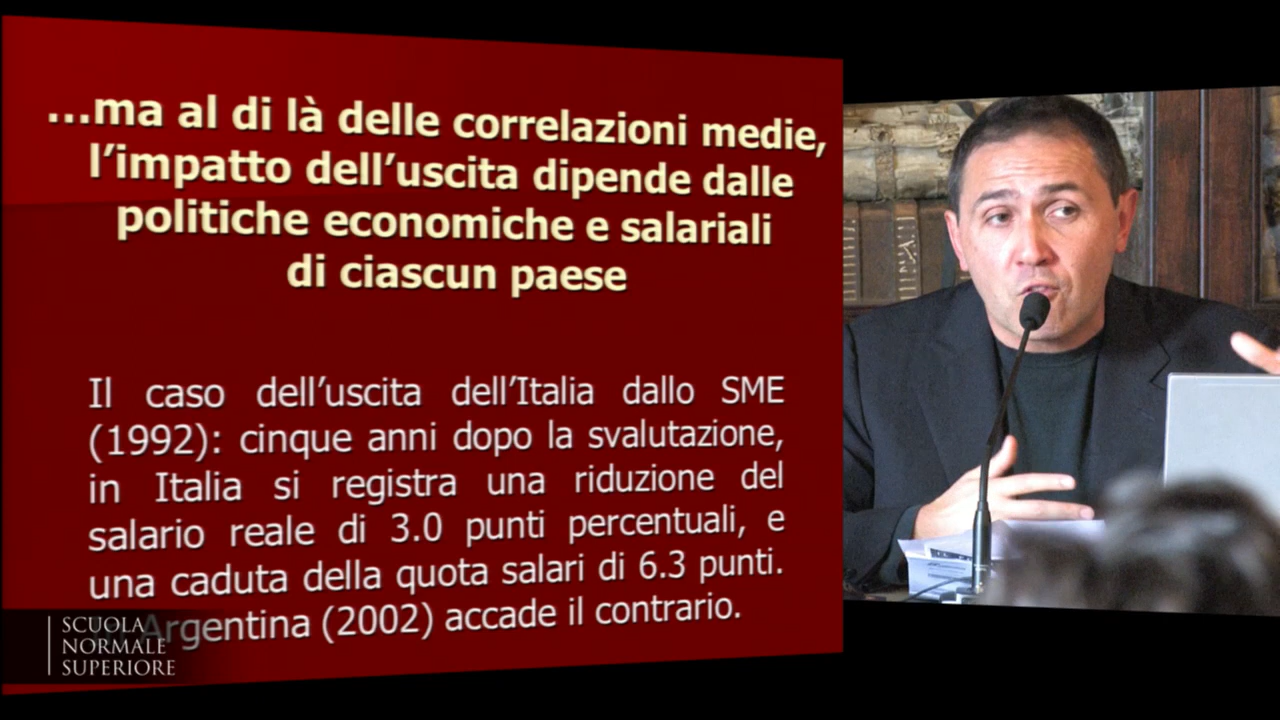 ...ma al di là delle correlazioni medie,
l'impatto dell'uscita dipende dalle
politiche economiche e salariali
di ciascun paese
Il caso dell'uscita dell'Italia dallo SME
(1992): cinque anni dopo la svalutazione,
in Italia si registra una riduzione del
salario reale di 3.0 punti percentuali, e
una caduta della quota salari di 6.3 punti.
Argentina (2002) accade il contrario.
SCUOLA
NORMALE
SUPERIORE